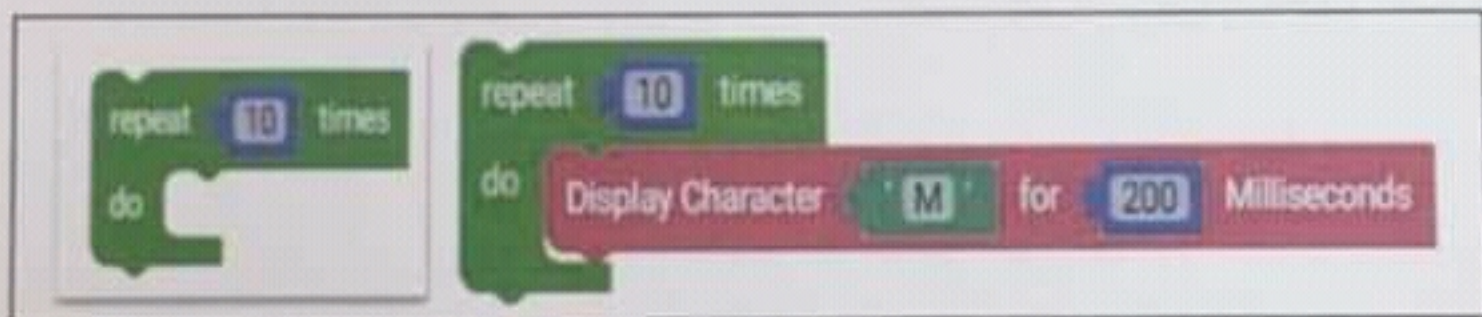 repeat 10 times
do
repeat 10 times
do Display Character ' M ' for 200 Milliseconds